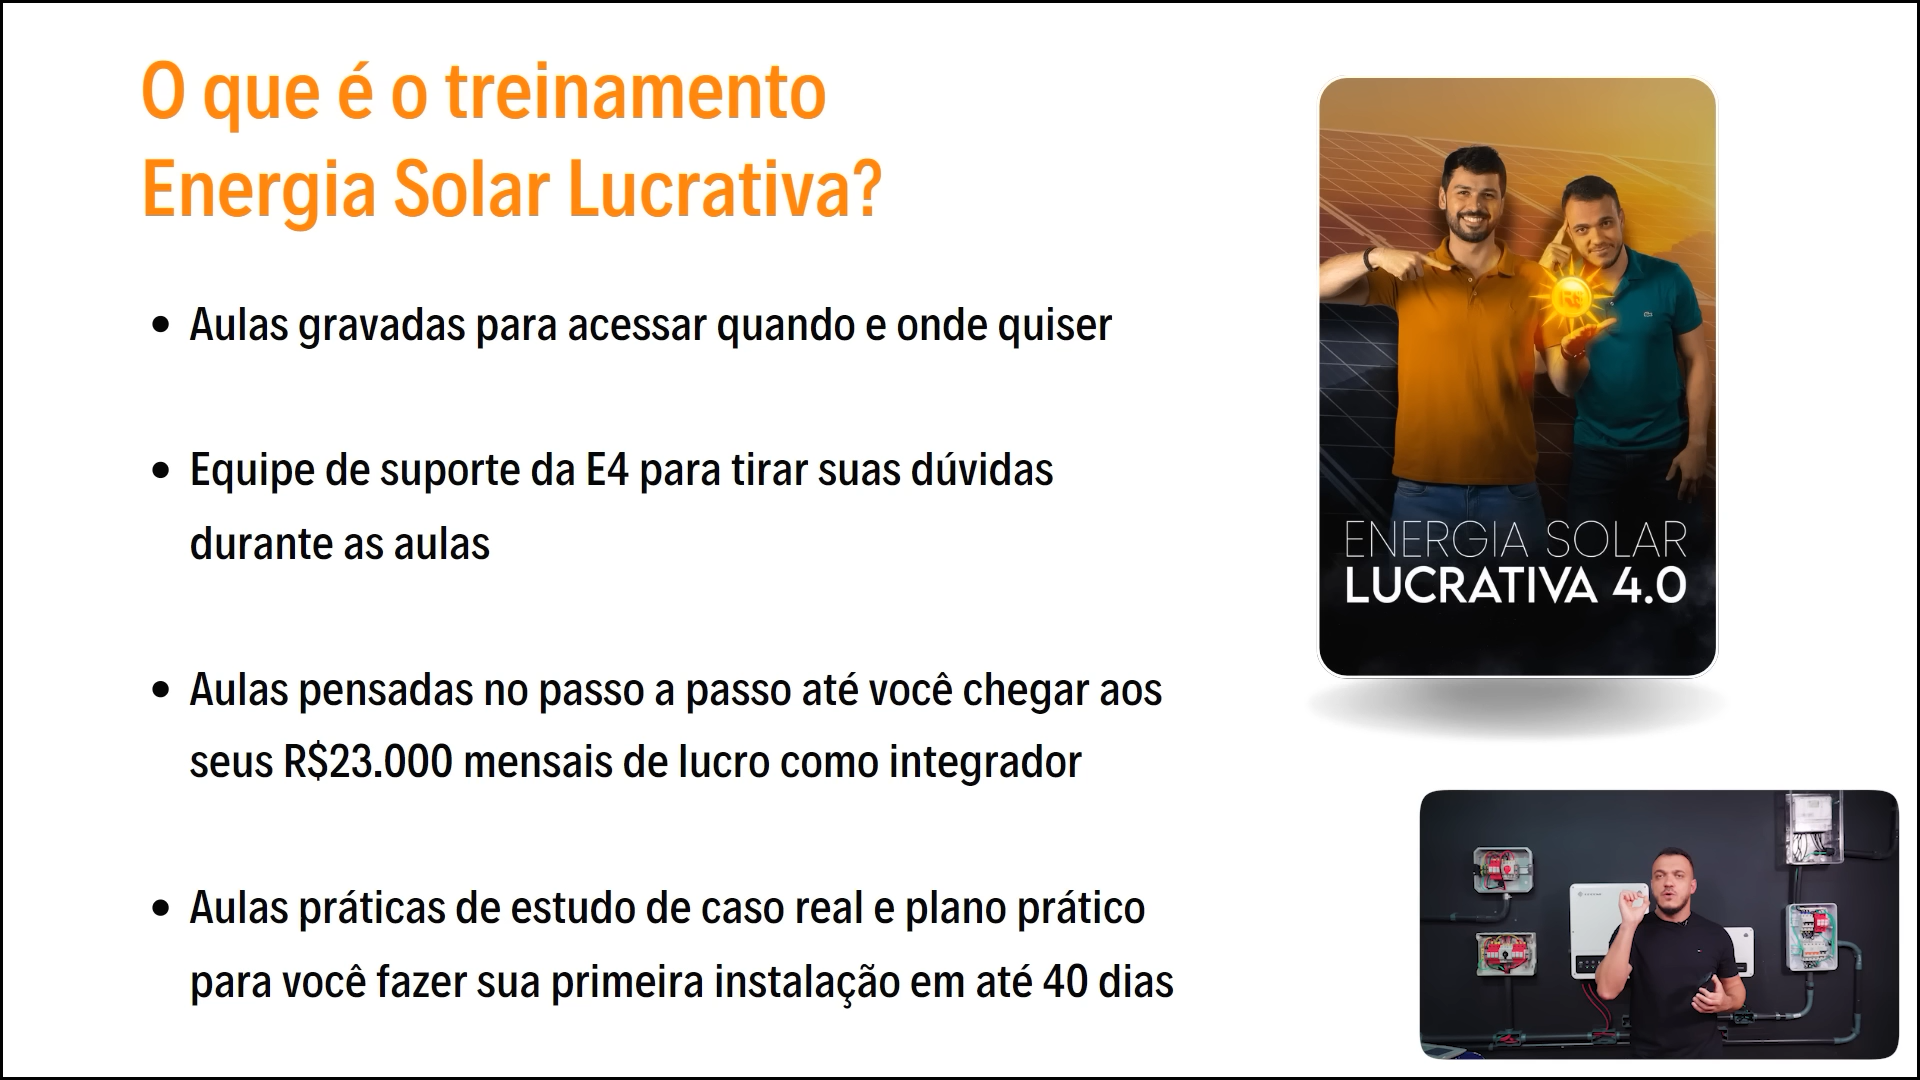 O que é o treinamento
Energia Solar Lucrativa?
• Aulas gravadas para acessar quando e onde quiser
• Equipe de suporte da E4 para tirar suas dúvidas
durante as aulas
• Aulas pensadas no passo a passo até você chegar aos
seus R$23.000 mensais de lucro como integrador
• Aulas práticas de estudo de caso real e plano prático
para você fazer sua primeira instalação em até 40 dias
R$
ENERGIA SOLAR
LUCRATIVA 4.0